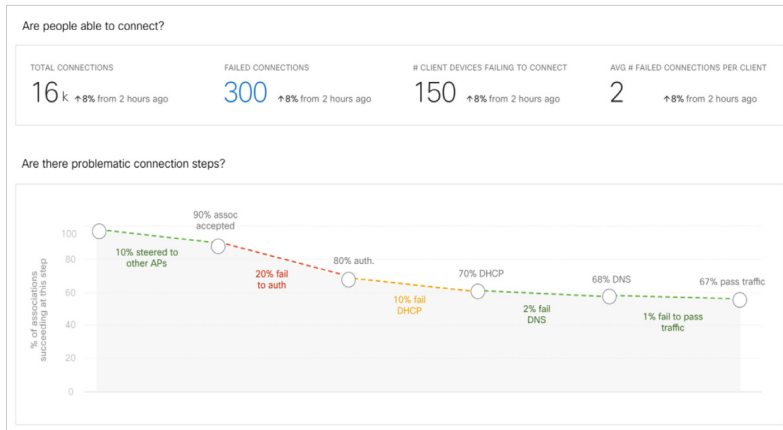 Are people able to connect?
TOTAL CONNECTIONS
16 k ↑8% from 2 hours ago
FAILED CONNECTIONS
300 ↑8% from 2 hours ago
# CLIENT DEVICES FAILING TO CONNECT
150 ↑8% from 2 hours ago
AVG # FAILED CONNECTIONS PER CLIENT
2 ↑8% from 2 hours ago
Are there problematic connection steps?
% of associations
succeeding at this step
100
80
60
40
20
0
10% steered to
other APs
90% assoc
accepted
20% fail
to auth
80% auth.
10% fail
DHCP
70% DHCP
2% fail
DNS
68% DNS
1% fail to pass
traffic
67% pass traffic